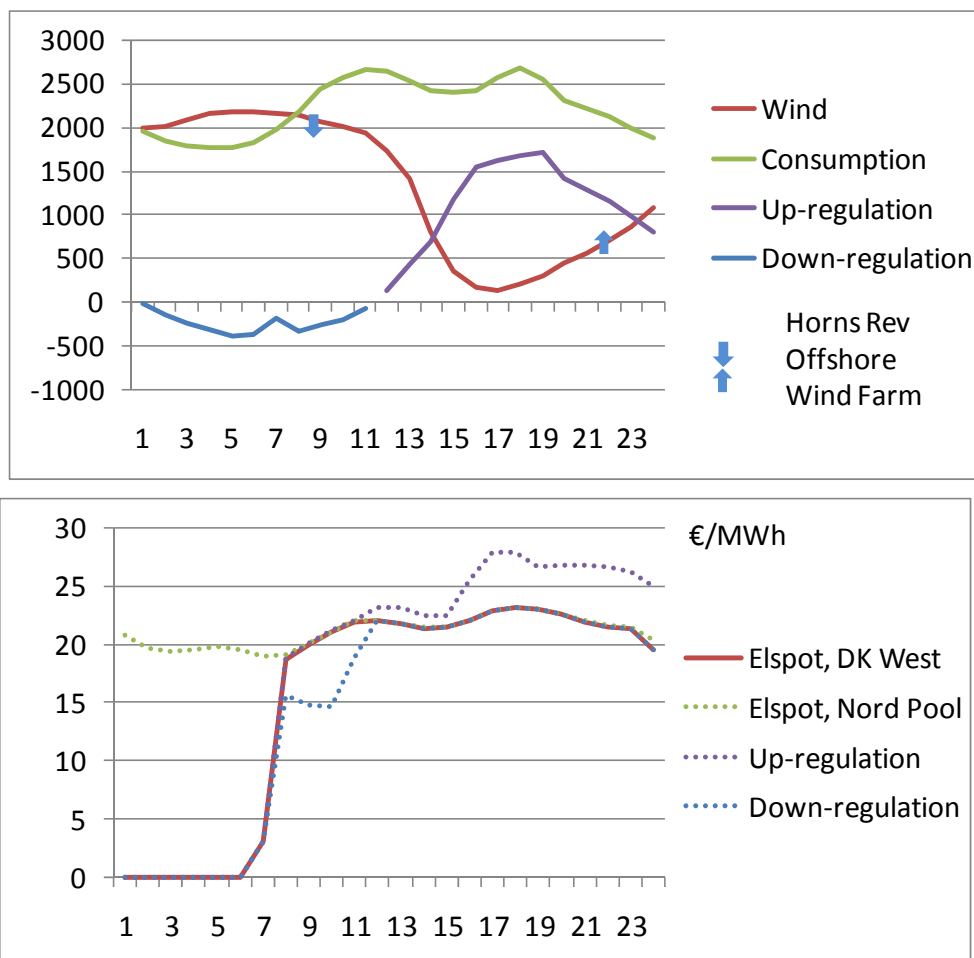 3000
2500
2000
1500
1000
500
0
-500
-1000
1 3 5 7 9 11 13 15 17 19 21 23
Wind
Consumption
Up-regulation
Down-regulation
Horns Rev
Offshore
Wind Farm
30
25
20
15
10
5
0
1 3 5 7 9 11 13 15 17 19 21 23
€/MWh
Elspot, DK West
Elspot, Nord Pool
Up-regulation
Down-regulation